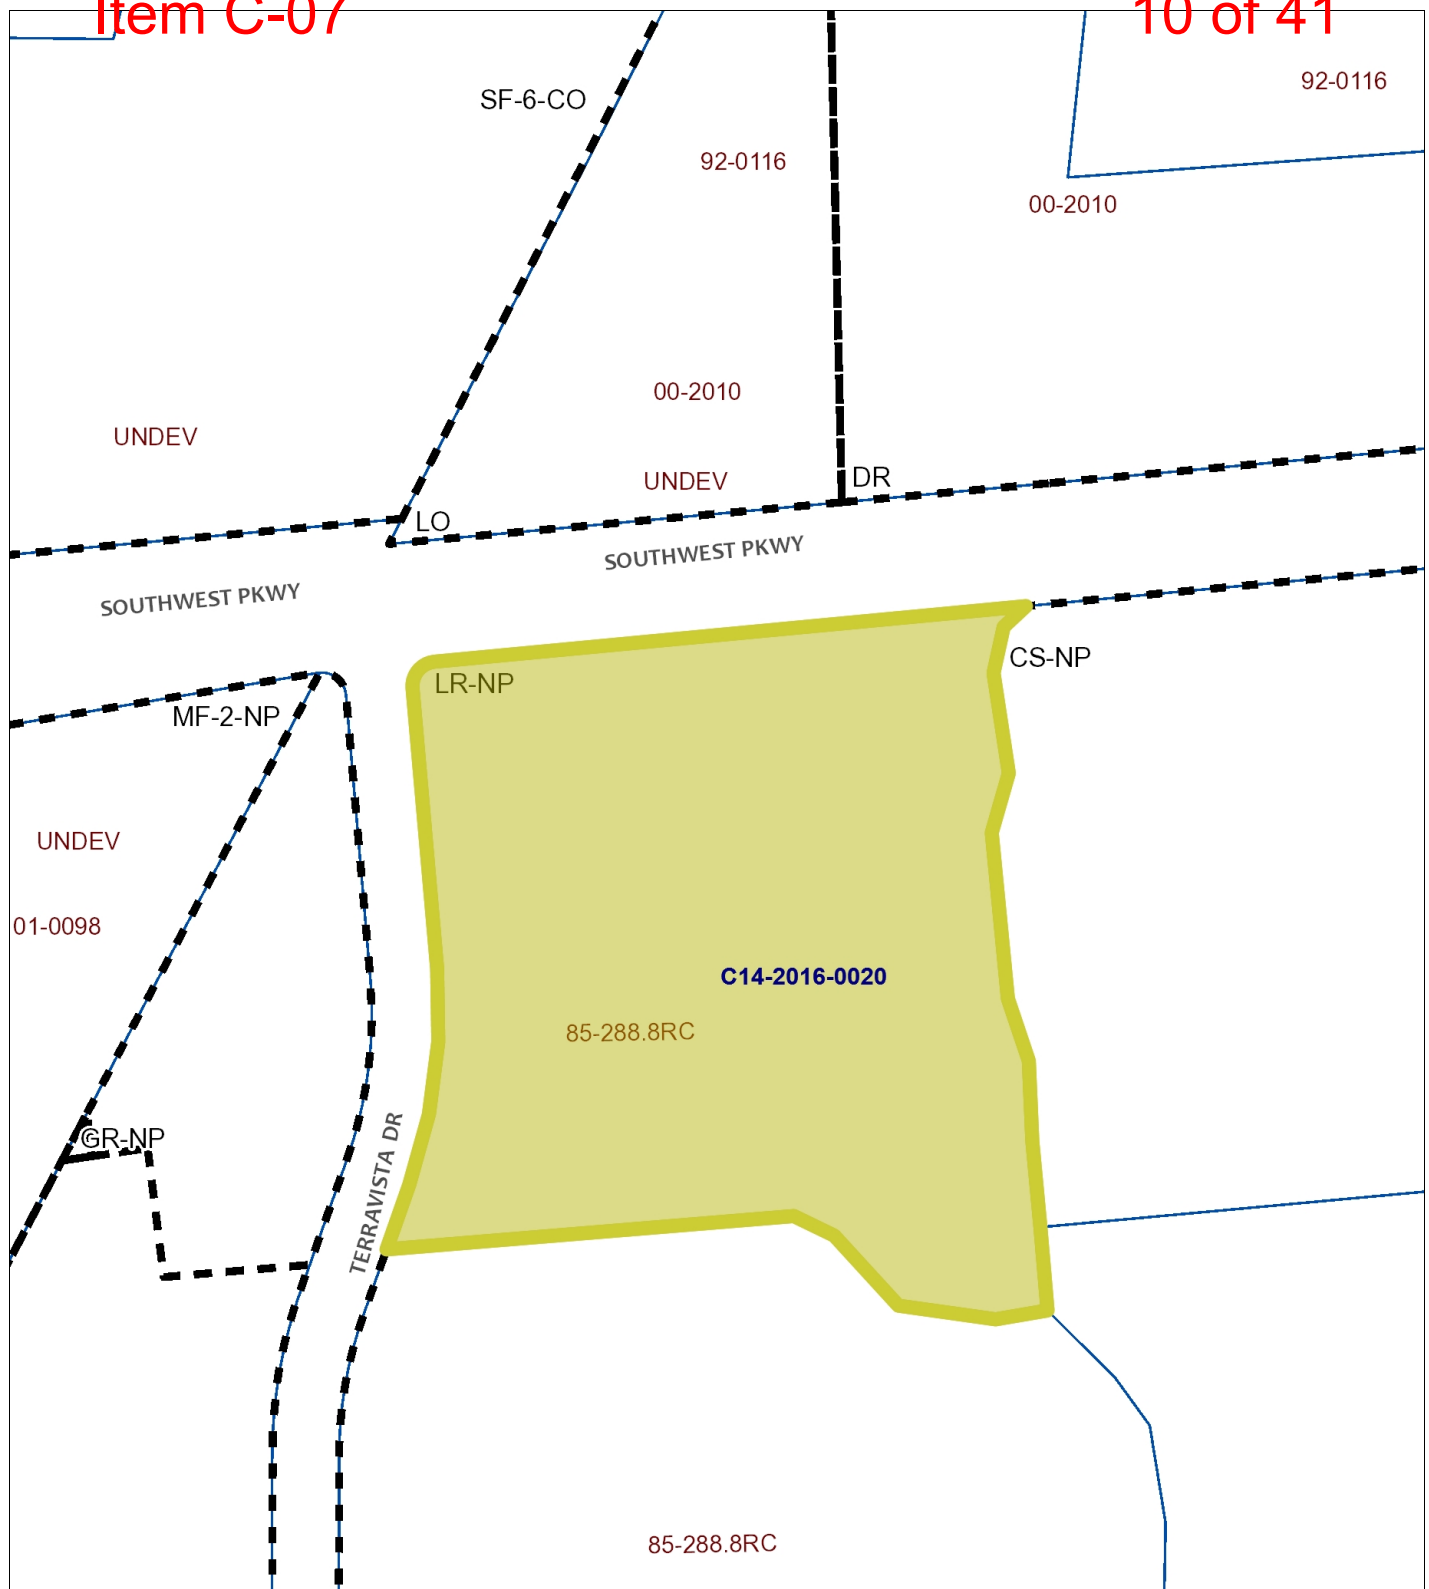 Item C-07
10 of 41
92-0116
SF-6-CO
92-0116
00-2010
00-2010
UNDEV
UNDEV
DR
LO
SOUTHWEST PKWY
SOUTHWEST PKWY
CS-NP
LR-NP
MF-2-NP
UNDEV
01-0098
C14-2016-0020
85-288.8RC
GR-NP
TERRAVISTA DR
85-288.8RC